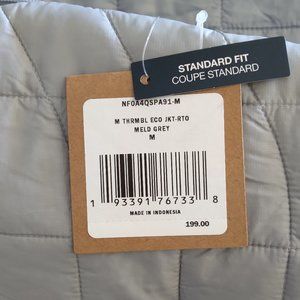 STANDARD FIT
COUPE STANDARD
NF0A4QSPA91-M
M THRMBL ECO JKT-RTO
MELD GREY
M
1 93391 76733 8
MADE IN INDONESIA
199.00